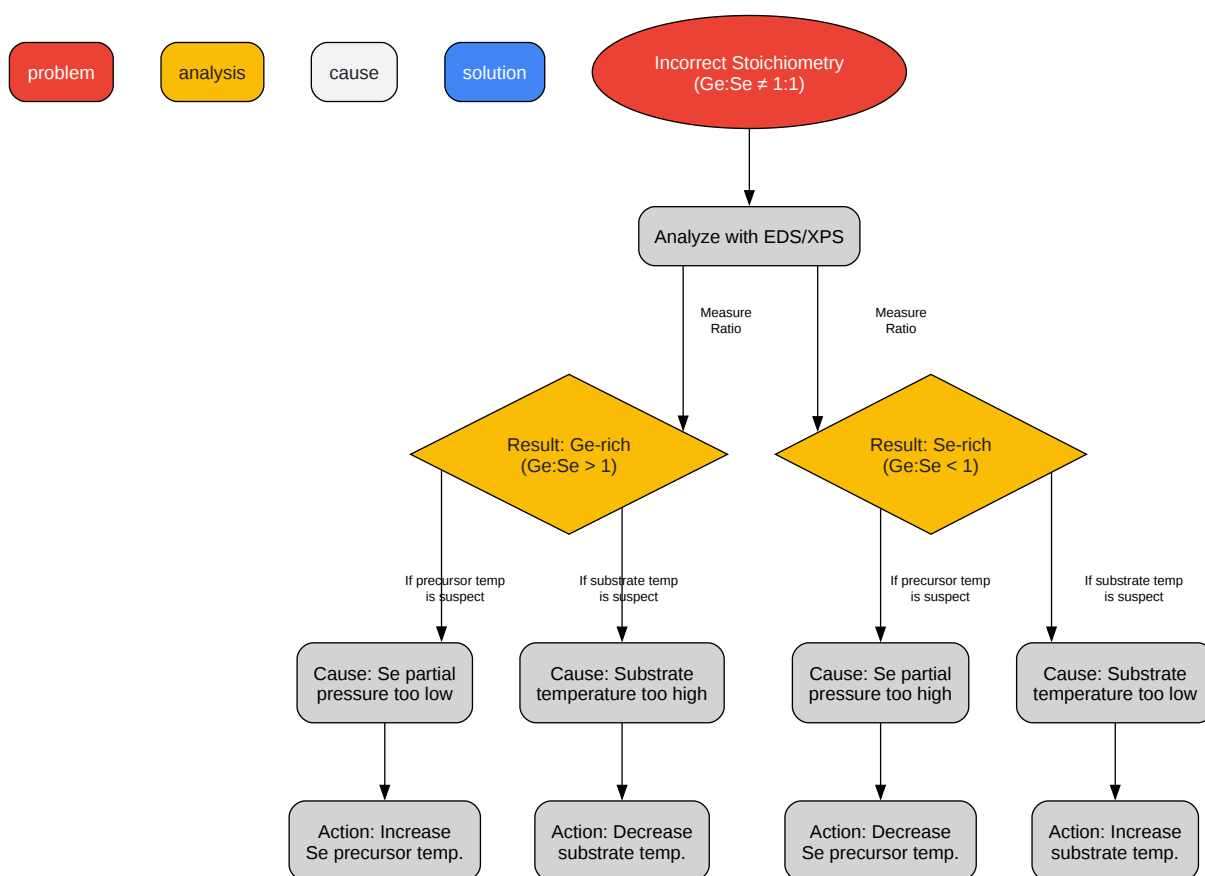 problem
analysis
cause
solution
Incorrect Stoichiometry
(Ge:Se ≠ 1:1)
Analyze with EDS/XPS
Measure
Ratio
Measure
Ratio
Result: Ge-rich
(Ge:Se > 1)
Result: Se-rich
(Ge:Se < 1)
If precursor temp
is suspect
If substrate temp
is suspect
If precursor temp
is suspect
If substrate temp
is suspect
Cause: Se partial
pressure too low
Cause: Substrate
temperature too high
Cause: Se partial
pressure too high
Cause: Substrate
temperature too low
Action: Increase
Se precursor temp.
Action: Decrease
substrate temp.
Action: Decrease
Se precursor temp.
Action: Increase
substrate temp.